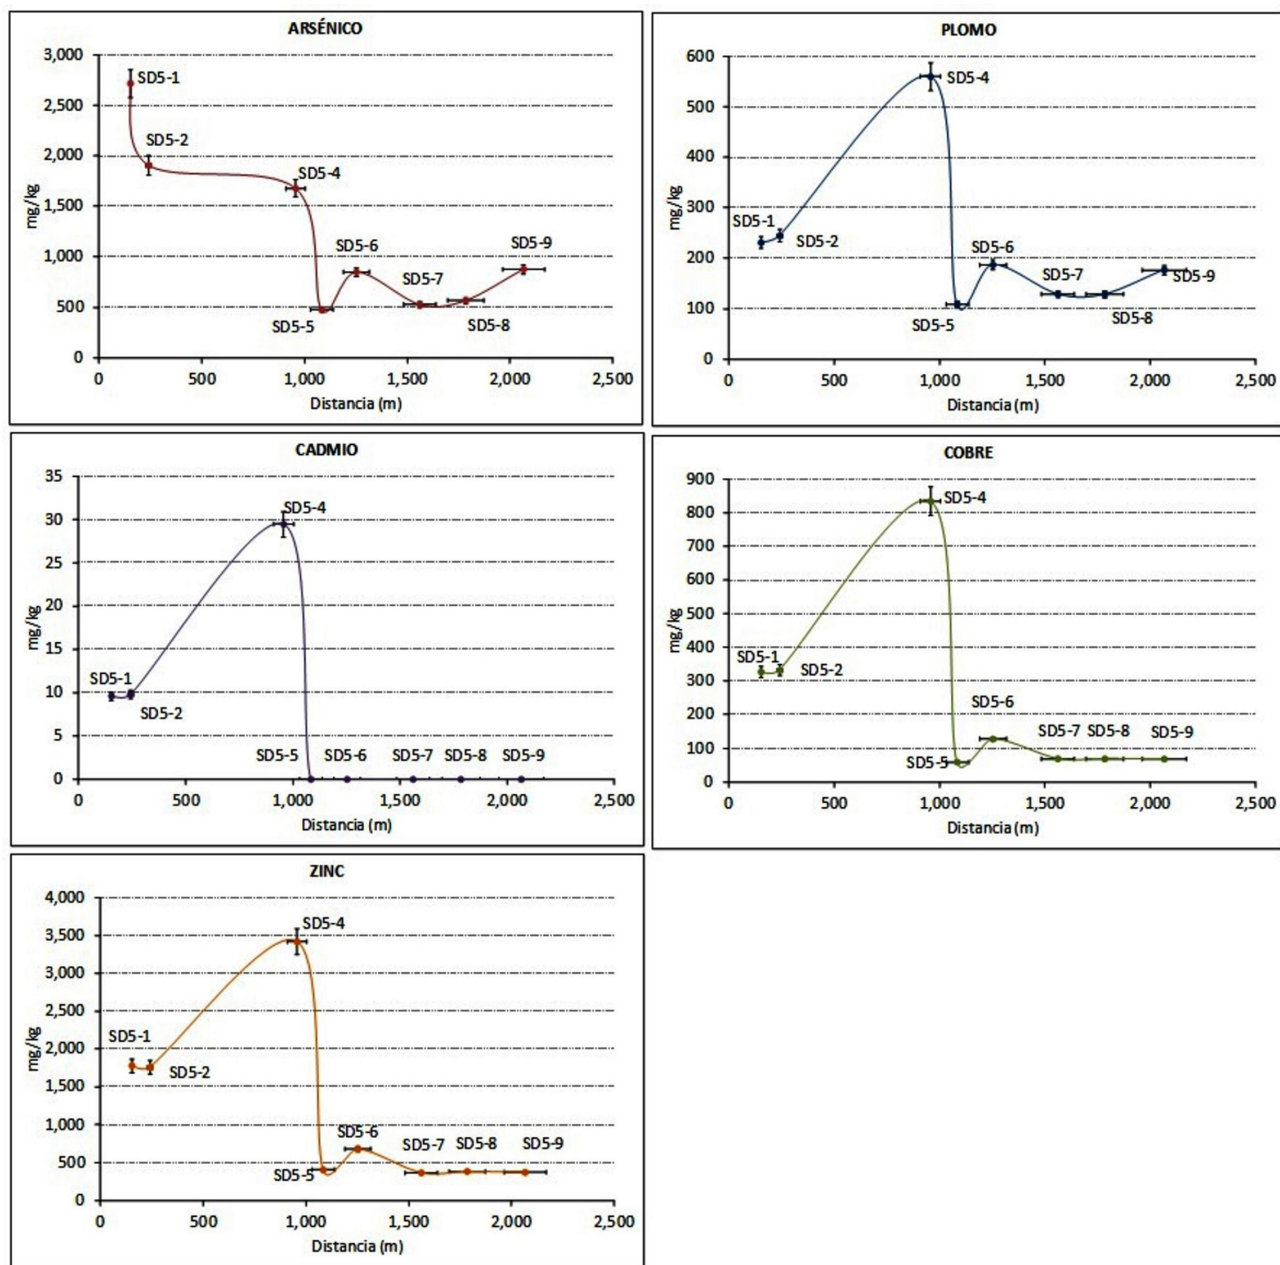 ARSÉNICO
3,000
2,500
2,000
1,500
1,000
500
0
mg/kg
SD5-1
SD5-2
SD5-4
SD5-5
SD5-6
SD5-7
SD5-8
SD5-9
0 500 1,000 1,500 2,000 2,500
Distancia (m)
PLOMO
600
500
400
300
200
100
0
mg/kg
SD5-1
SD5-2
SD5-4
SD5-5
SD5-6
SD5-7
SD5-8
SD5-9
0 500 1,000 1,500 2,000 2,500
Distancia (m)
CADMIO
35
30
25
20
15
10
5
0
mg/kg
SD5-1
SD5-2
SD5-4
SD5-5 SD5-6 SD5-7 SD5-8 SD5-9
0 500 1,000 1,500 2,000 2,500
Distancia (m)
COBRE
900
800
700
600
500
400
300
200
100
0
mg/kg
SD5-1
SD5-2
SD5-4
SD5-5
SD5-6
SD5-7 SD5-8 SD5-9
0 500 1,000 1,500 2,000 2,500
Distancia (m)
ZINC
4,000
3,500
3,000
2,500
2,000
1,500
1,000
500
0
mg/kg
SD5-1
SD5-2
SD5-4
SD5-5
SD5-6
SD5-7 SD5-8 SD5-9
0 500 1,000 1,500 2,000 2,500
Distancia (m)